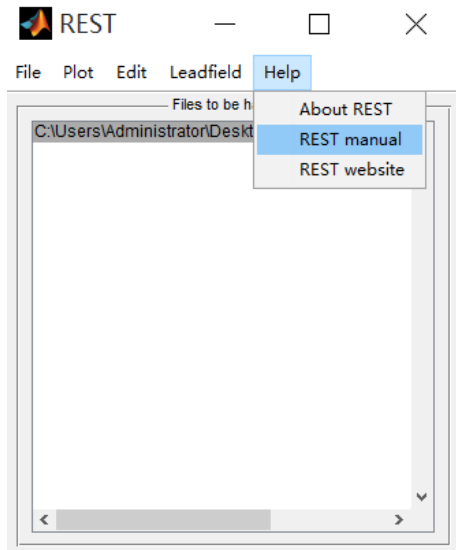 REST
File Plot Edit Leadfield Help
Files to be h
About REST
C:\Users\Administrator\Deskt
REST manual
REST website